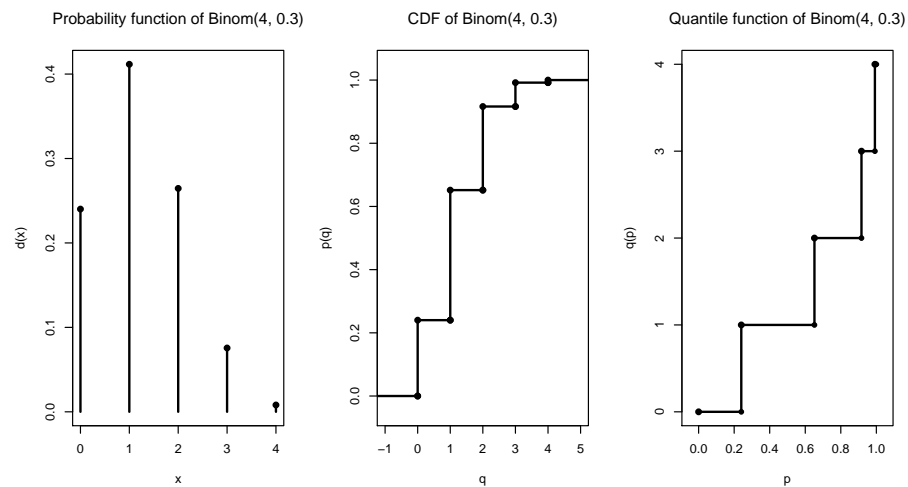 Probability function of Binom(4, 0.3)
CDF of Binom(4, 0.3)
Quantile function of Binom(4, 0.3)
d(x)
0.0
0.1
0.2
0.3
0.4
0 1 2 3 4
x
p(q)
0.0
0.2
0.4
0.6
0.8
1.0
−1 0 1 2 3 4 5
q
q(p)
0
1
2
3
4
0.0 0.2 0.4 0.6 0.8 1.0
p